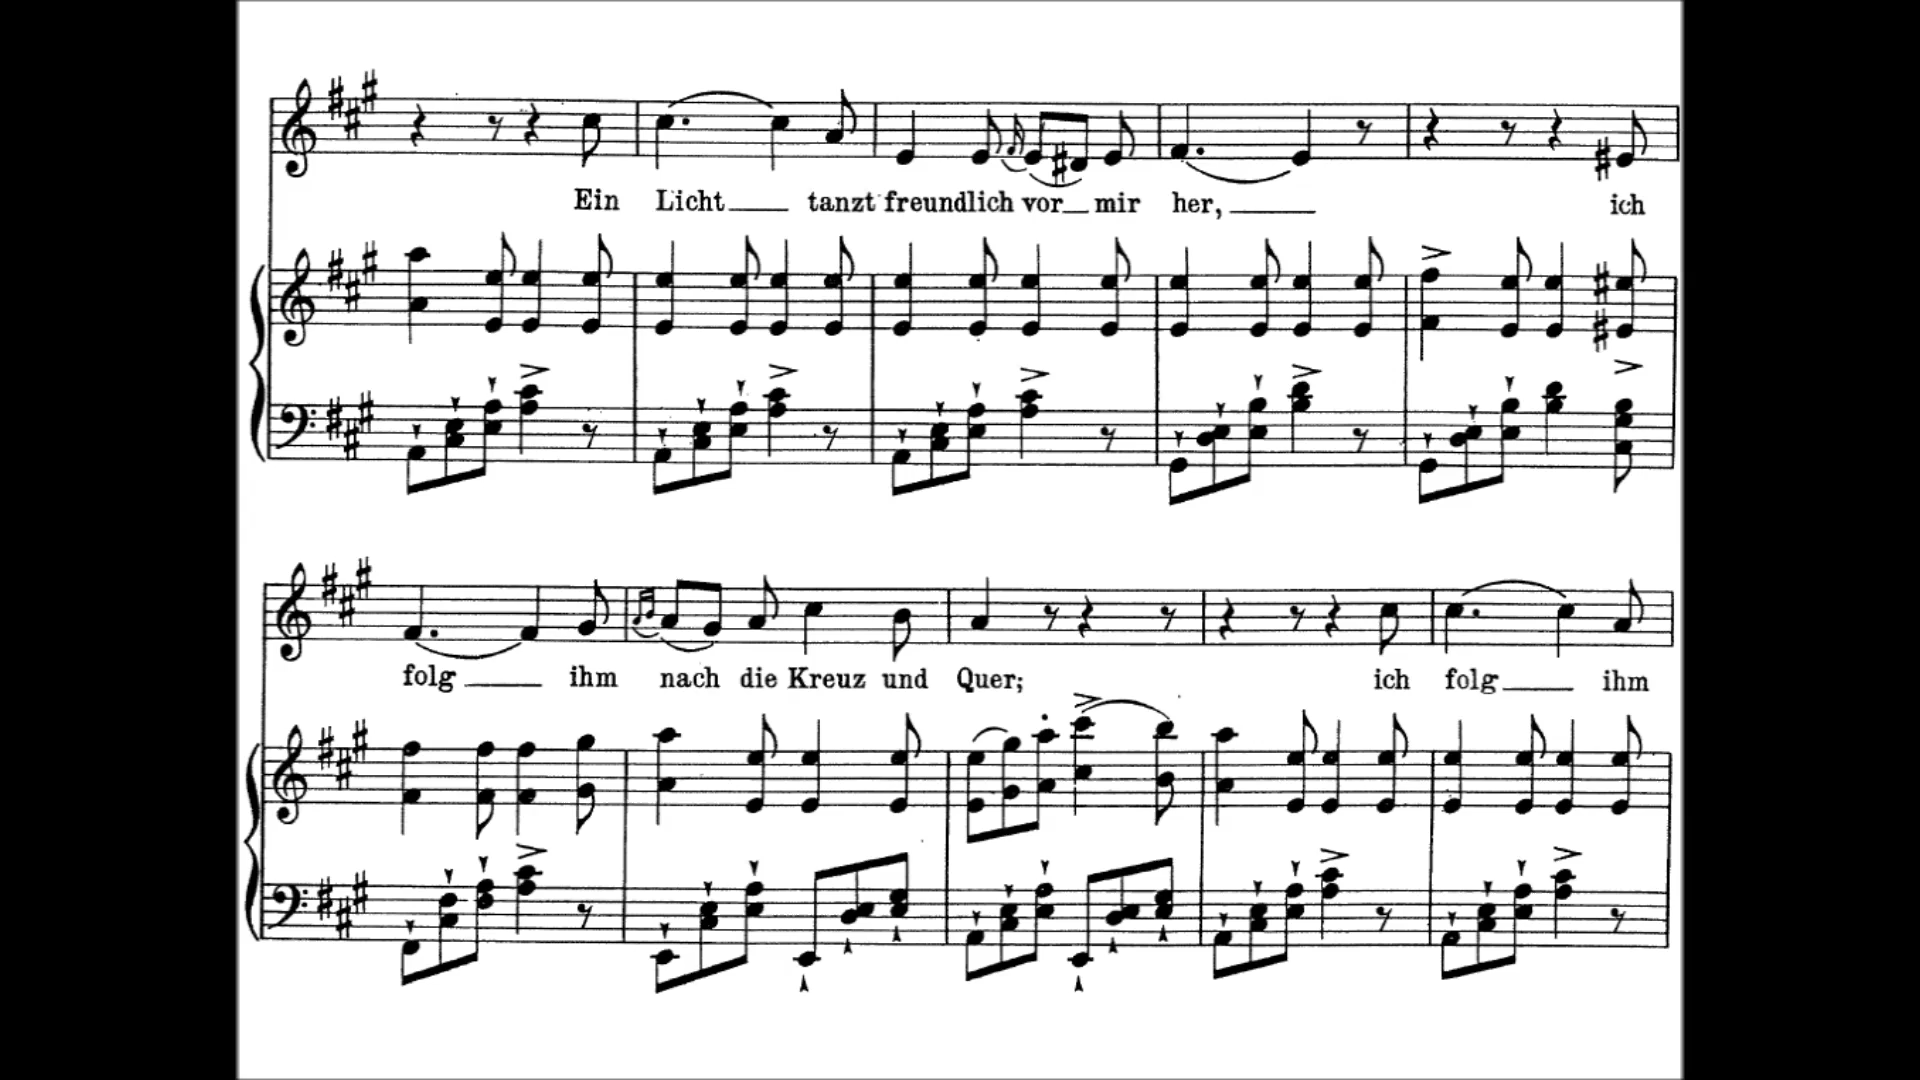 Ein Licht tanzt freundlich vor mir her, ich
folg ihm nach die Kreuz und Quer; ich folg ihm